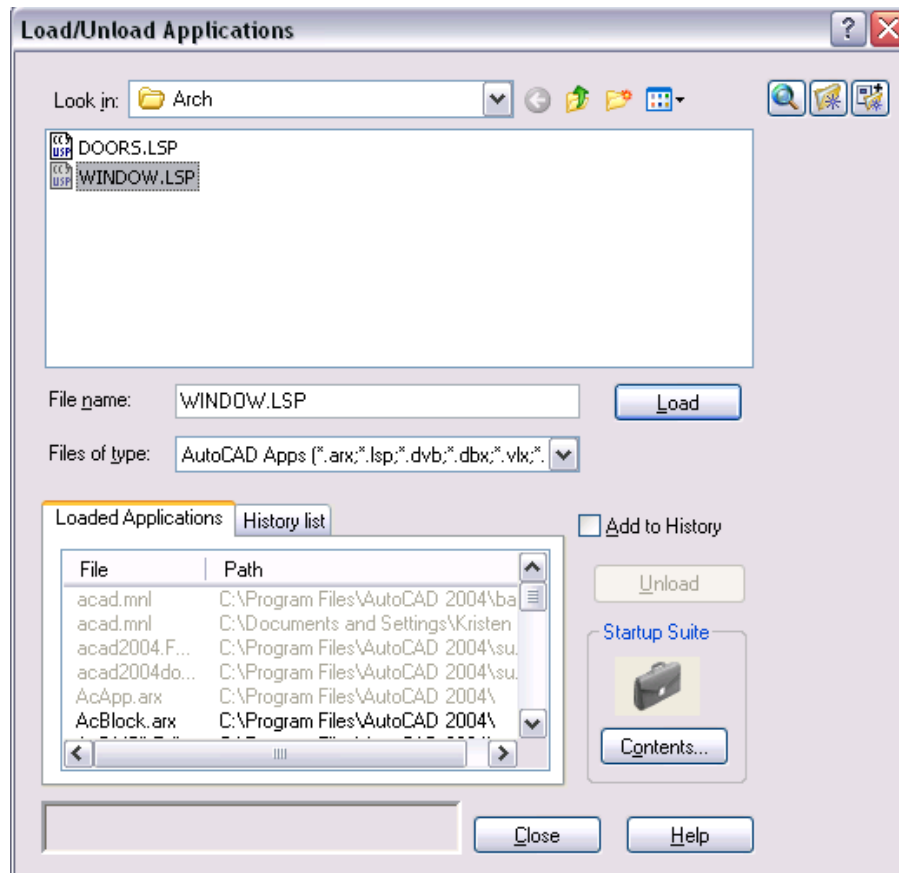 Load/Unload Applications
Look in: Arch
DOORS.LSP
WINDOW.LSP
File name: WINDOW.LSP Load
Files of type: AutoCAD Apps (*.arx;*.lsp;*.dvb;*.dbx;*.vlx;*.
Loaded Applications History list
Add to History
File Path
acad.mnl C:\Program Files\AutoCAD 2004\ba
Unload
acad.mnl C:\Documents and Settings\Kristen
acad2004.F... C:\Program Files\AutoCAD 2004\su.
Startup Suite
acad2004do... C:\Program Files\AutoCAD 2004\su.
AcApp.arx C:\Program Files\AutoCAD 2004\
AcBlock.arx C:\Program Files\AutoCAD 2004\
Contents...
Close Help